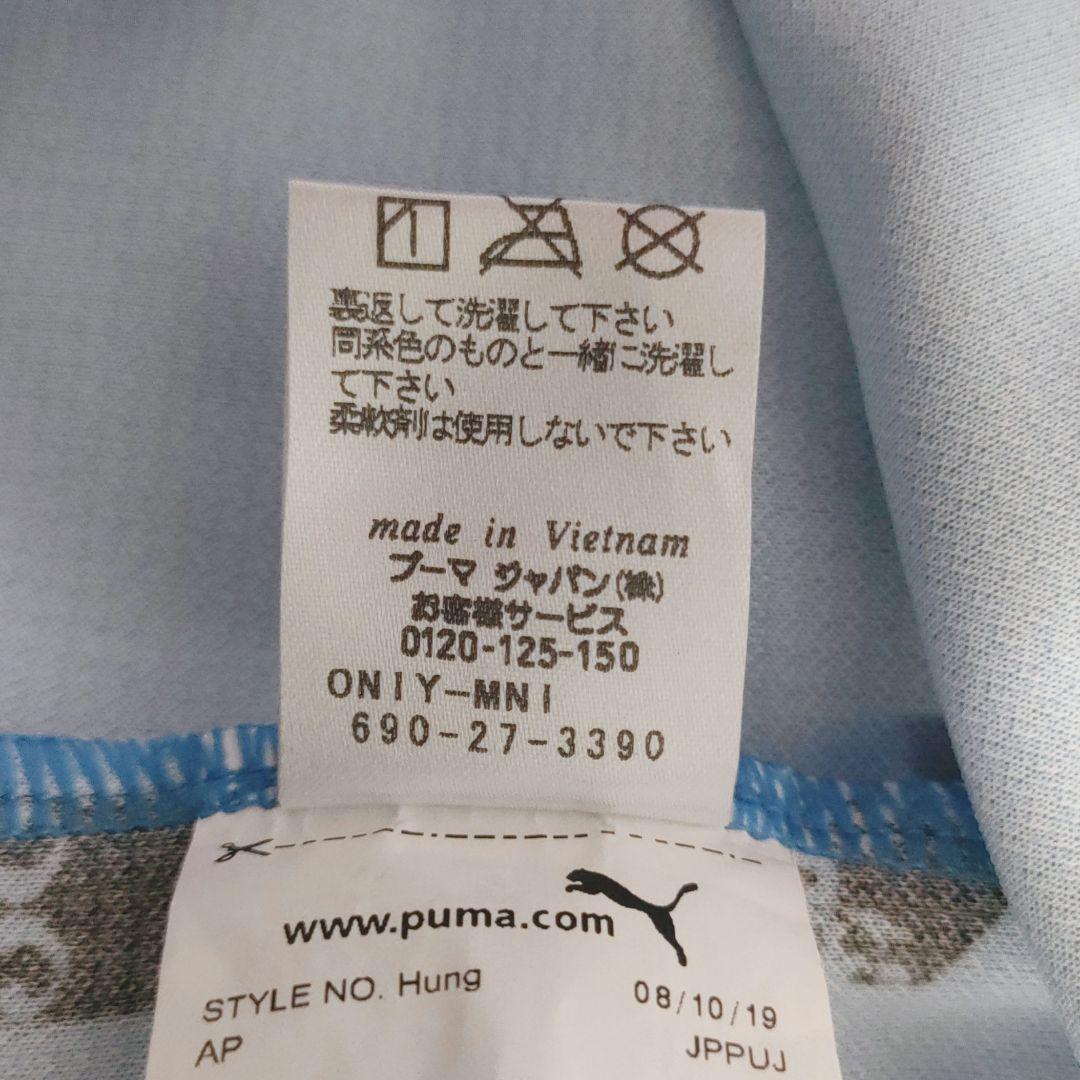 裏返して洗濯して下さい
同系色のものと一緒に洗濯し
て下さい
柔軟剤は使用しないで下さい
made in Vietnam
プーマ ジャパン(株)
お客様サービス
0120-125-150
ONIY-MNI
690-27-3390
www.puma.com
STYLE NO. Hung
08/10/19
AP
JPPUJ